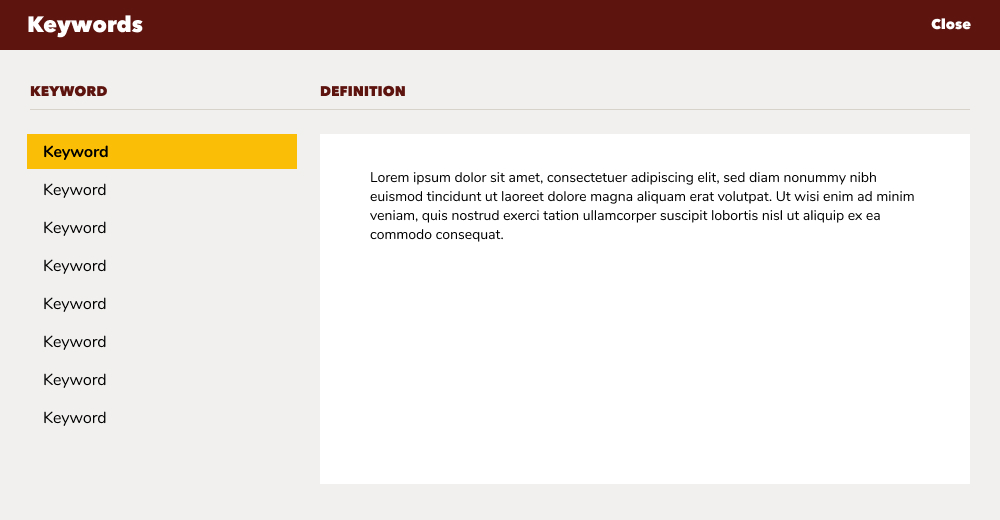 Keywords
Close
KEYWORD
DEFINITION
Keyword
Keyword
Keyword
Keyword
Keyword
Keyword
Keyword
Keyword
Lorem ipsum dolor sit amet, consectetuer adipiscing elit, sed diam nonummy nibh
euismod tincidunt ut laoreet dolore magna aliquam erat volutpat. Ut wisi enim ad minim
veniam, quis nostrud exerci tation ullamcorper suscipit lobortis nisl ut aliquip ex ea
commodo consequat.